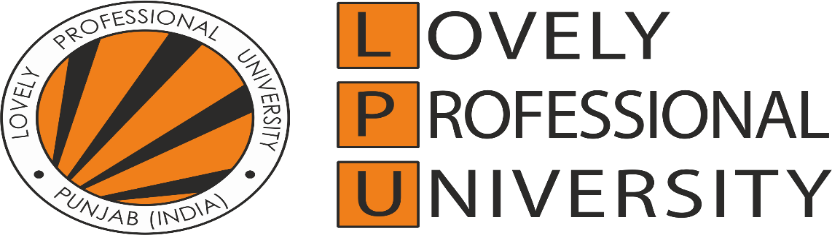 LOVELY PROFESSIONAL UNIVERSITY
• PUNJAB (INDIA) •
LOVELY
PROFESSIONAL
UNIVERSITY